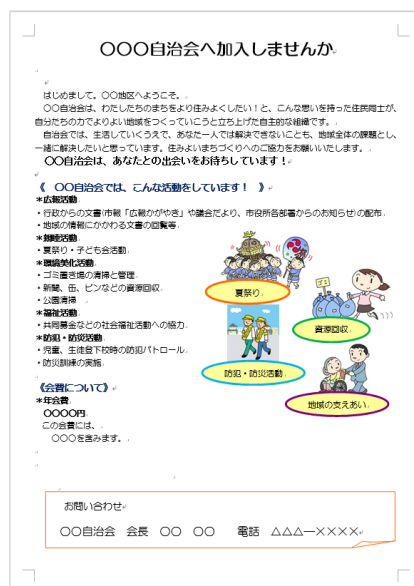 〇〇〇自治会へ加入しませんか
はじめまして。〇〇地区へようこそ。
〇〇自治会は、わたしたちのまちをより住みよくしたい！と、こんな思いを持った住民同士が、
自分たちの力でよりよい地域をつくっていこうと立ち上げた自主的な組織です。
自治会では、生活していくうえで、あなた一人では解決できないことも、地域全体の課題とし、
一緒に解決したいと思っています。住みよいまちづくりへのご協力をお願いいたします。
〇〇自治会は、あなたとの出会いをお待ちしています！
《 〇〇自治会では、こんな活動をしています！ 》
＊広報活動
・行政からの文書(市報「広報かがやき」や議会だより、市役所各部署からのお知らせ)の配布
・地域の情報にかかわる文書の回覧等
＊親睦活動
・夏祭り・子ども会活動
＊環境美化活動
・ゴミ置き場の清掃と管理
・新聞、缶、ビンなどの資源回収
・公園清掃
＊福祉活動
・共同募金などの社会福祉活動への協力
＊防犯・防災活動
・児童、生徒登下校時の防犯パトロール
・防災訓練の実施
夏祭り
資源回収
防犯・防災活動
地域の支えあい
《会費について》
＊年会費
〇〇〇〇円
この会費には、
〇〇〇を含みます。
お問い合わせ
〇〇自治会 会長 〇〇 〇〇 電話 △△△―××××